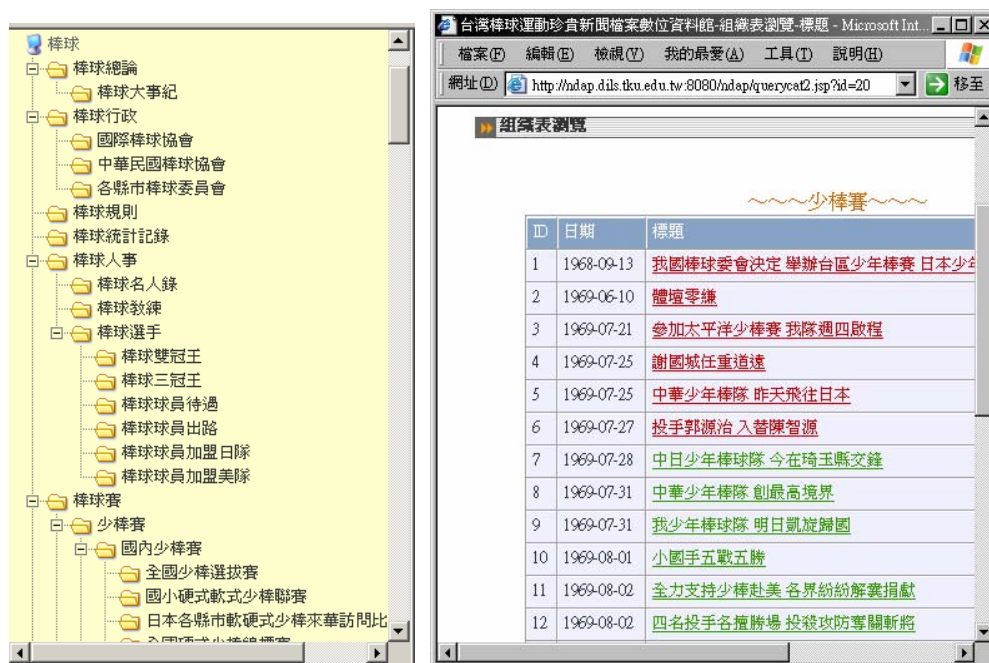 棒球
棒球總論
棒球大事紀
棒球行政
國際棒球協會
中華民國棒球協會
各縣市棒球委員會
棒球規則
棒球統計記錄
棒球人事
棒球名人錄
棒球教練
棒球選手
棒球雙冠王
棒球三冠王
棒球球員待遇
棒球球員出路
棒球球員加盟日隊
棒球球員加盟美隊
棒球賽
少棒賽
國內少棒賽
全國少棒選拔賽
國小硬式軟式少棒聯賽
日本各縣市軟硬式少棒來華訪問比
全國硬式少棒錦標賽
台灣棒球運動珍貴新聞檔案數位資料館-組織表瀏覽-標題 - Microsoft Int...
檔案(F) 編輯(E) 檢視(V) 我的最愛(A) 工具(T) 說明(H)
網址(D) http://ndap.dils.tku.edu.tw:8080/ndap/querycat2.jsp?id=20 移至
組織表瀏覽
~~~少棒賽~~~
ID 日期 標題
1 1968-09-13 我國棒球委會決定 舉辦台區少年棒賽 日本少年
2 1969-06-10 體壇零縑
3 1969-07-21 參加太平洋少棒賽 我隊週四啟程
4 1969-07-25 謝國城任重道遠
5 1969-07-25 中華少年棒隊 昨天飛往日本
6 1969-07-27 投手郭源治 入替陳智源
7 1969-07-28 中日少年棒球隊 今在琦玉縣交鋒
8 1969-07-31 中華少年棒隊 創最高境界
9 1969-07-31 我少年棒球隊 明日凱旋歸國
10 1969-08-01 小國手五戰五勝
11 1969-08-02 全力支持少棒赴美 各界紛紛解囊捐獻
12 1969-08-02 四名投手各擅勝場 投殺攻防奪關斬將